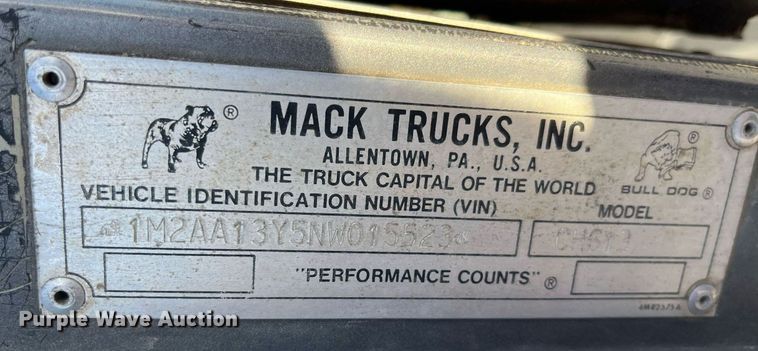 MACK TRUCKS, INC.
ALLENTOWN, PA., U.S.A.
THE TRUCK CAPITAL OF THE WORLD
BULL DOG ®
VEHICLE IDENTIFICATION NUMBER (VIN)
MODEL
1M2AA13Y5NW015523
CH613
"PERFORMANCE COUNTS" ®
Purple Wave Auction